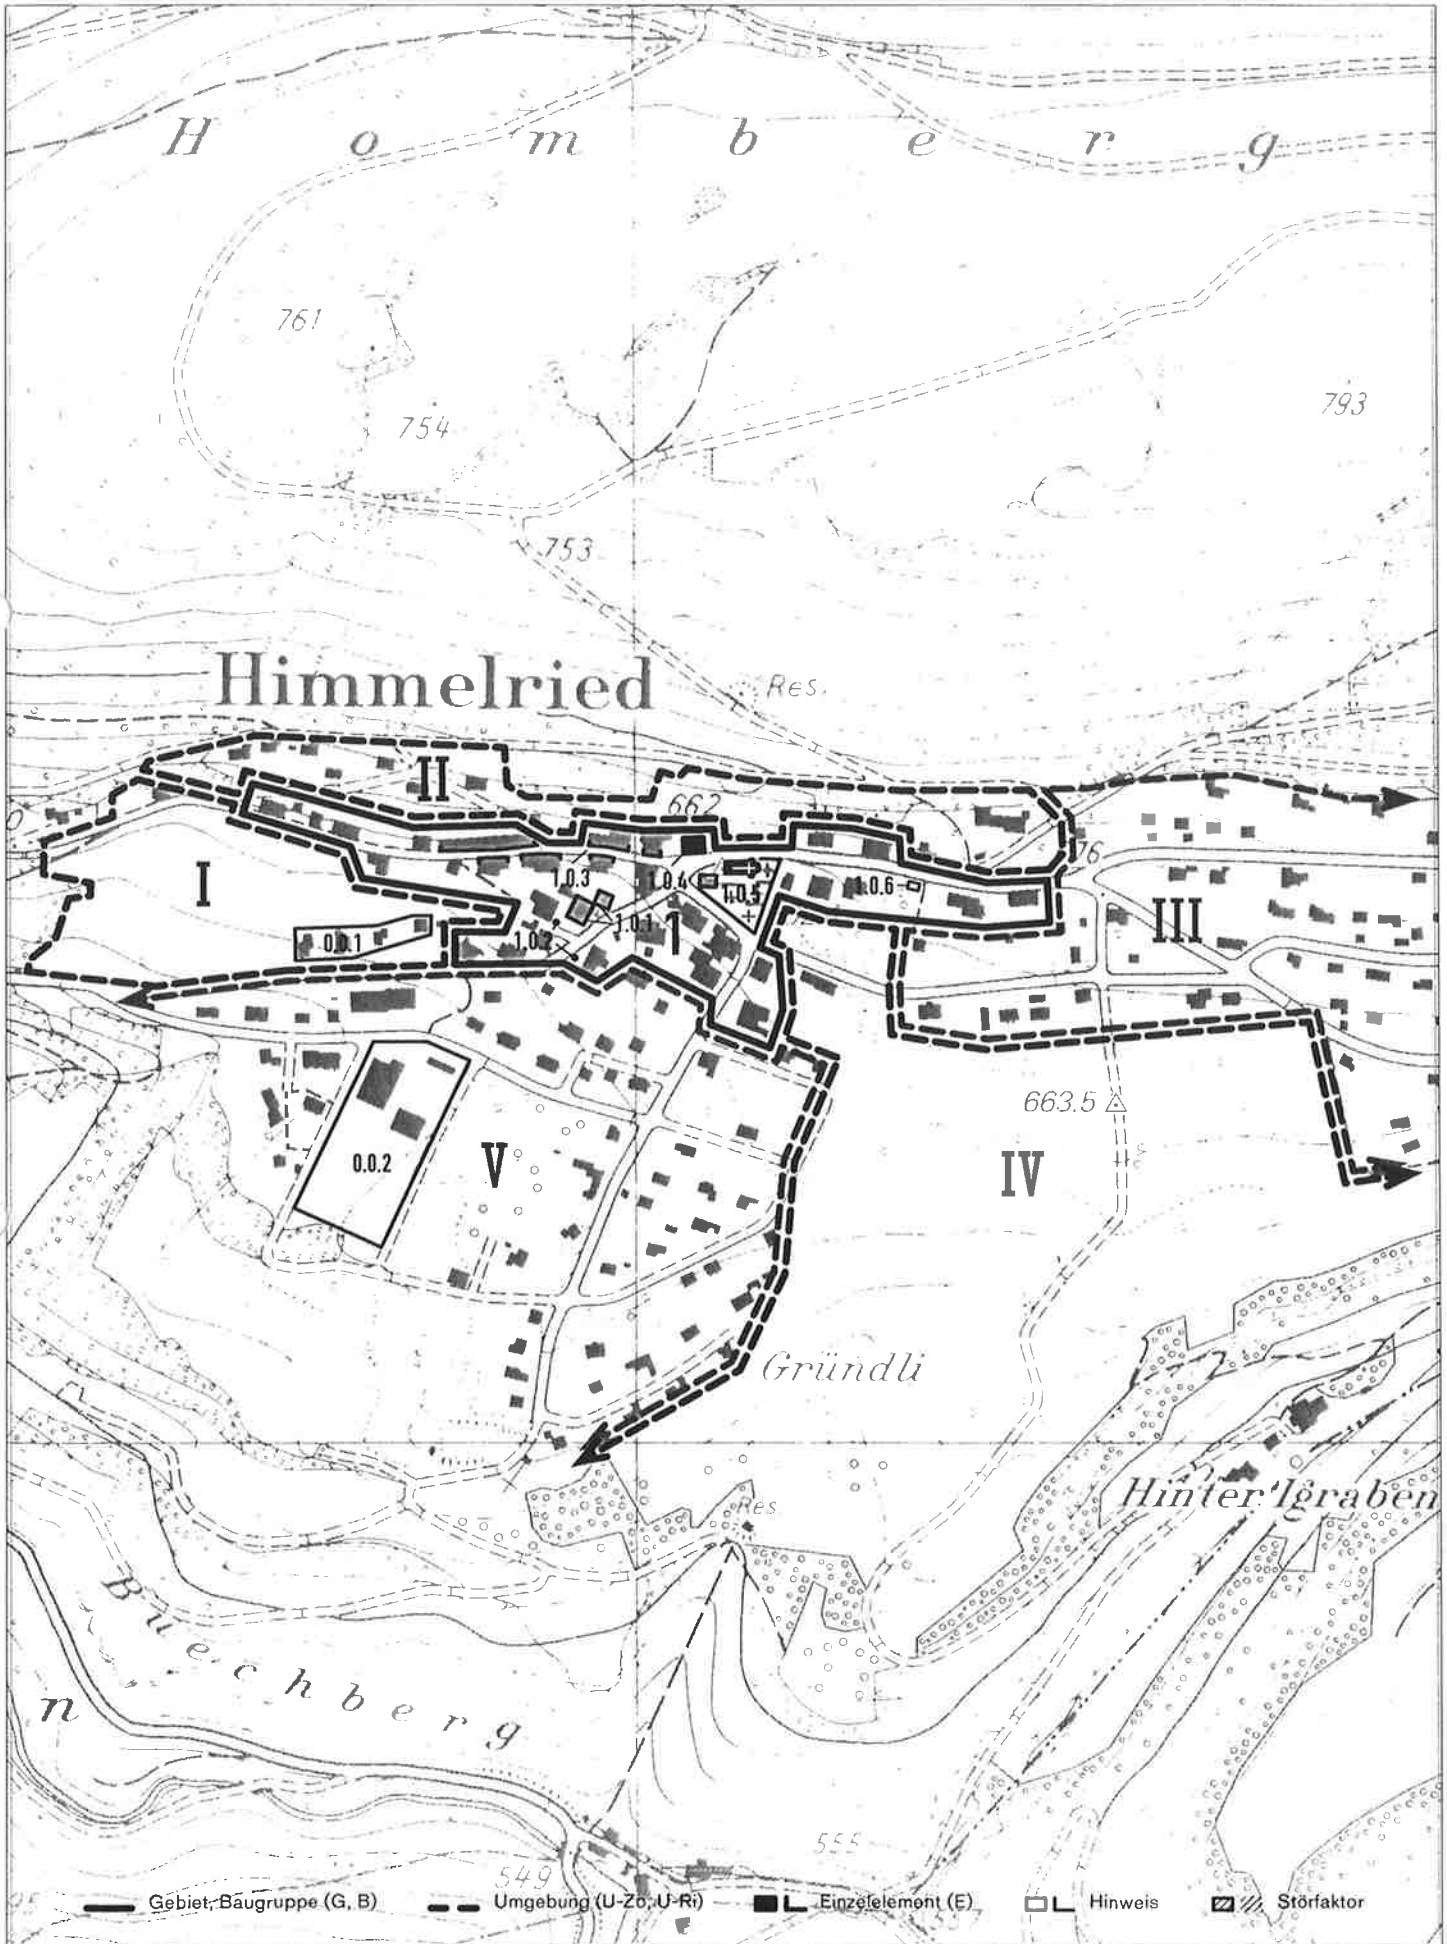 Homberg
761
754
793
753
Himmelried
Res.
II
662
76
I
1.0.3
1.0.4
1.0.5
1.0.6
1.0.1
1.0.2
1
III
0.0.1
663.5
0.0.2
V
IV
Gründli
Hinter Igraben
Res
Buechberg
n
555
549
Gebiet, Baugruppe (G, B) Umgebung (U-Zo, U-Ri) Einzelelement (E) Hinweis Störfaktor